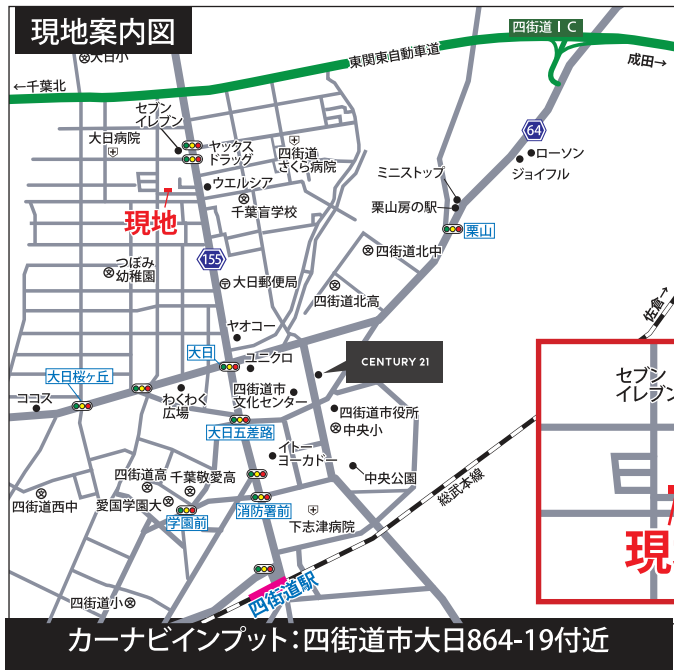 現地案内図
四街道IC
大日小
東関東自動車道
成田→
←千葉北
セブン
イレブン
64
大日病院
ヤックス
ドラッグ
四街道
さくら病院
ローソン
ジョイフル
ミニストップ
ウエルシア
栗山房の駅
千葉盲学校
現地
栗山
四街道北中
155
つぼみ
幼稚園
大日郵便局
四街道北高
佐倉→
ヤオコー
大日
ユニクロ
CENTURY 21
セブン
イレブン
大日桜ヶ丘
ココス
わくわく
広場
四街道市
文化センター
四街道市役所
大日五差路
中央小
イトー
ヨーカドー
四街道高
千葉敬愛高
中央公園
総武本線
四街道西中
愛国学園大
学園前
消防署前
下志津病院
現
四街道駅
四街道小
カーナビインプット：四街道市大日864-19付近